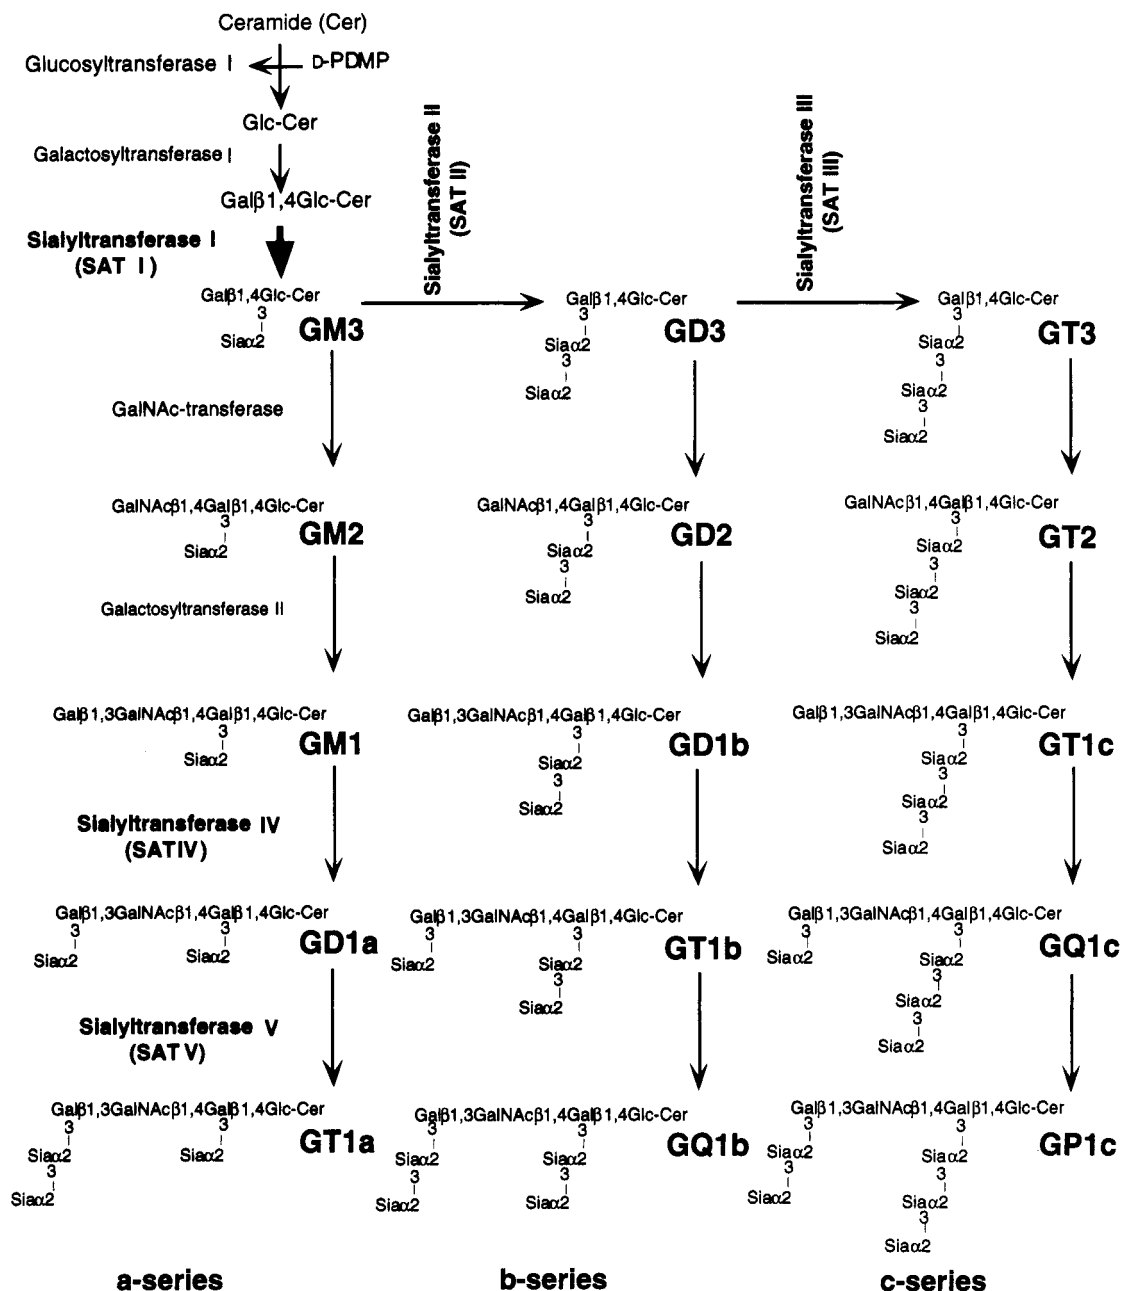 Ceramide (Cer)
Glucosyltransferase I
D-PDMP
Glc-Cer
Galactosyltransferase I
Galβ1,4Glc-Cer
Sialyltransferase I
(SAT I)
Sialyltransferase II
(SAT II)
Sialyltransferase III
(SAT III)
Galβ1,4Glc-Cer
3
Siaα2
GM3
Galβ1,4Glc-Cer
3
Siaα2
3
Siaα2
GD3
Galβ1,4Glc-Cer
3
Siaα2
3
Siaα2
3
Siaα2
GT3
GalNAc-transferase
GalNAcβ1,4Galβ1,4Glc-Cer
3
Siaα2
GM2
GalNAcβ1,4Galβ1,4Glc-Cer
3
Siaα2
3
Siaα2
GD2
GalNAcβ1,4Galβ1,4Glc-Cer
3
Siaα2
3
Siaα2
3
Siaα2
GT2
Galactosyltransferase II
Galβ1,3GalNAcβ1,4Galβ1,4Glc-Cer
3
Siaα2
GM1
Galβ1,3GalNAcβ1,4Galβ1,4Glc-Cer
3
Siaα2
3
Siaα2
GD1b
Galβ1,3GalNAcβ1,4Galβ1,4Glc-Cer
3
Siaα2
3
Siaα2
3
Siaα2
GT1c
Sialyltransferase IV
(SATIV)
Galβ1,3GalNAcβ1,4Galβ1,4Glc-Cer
3 3
Siaα2 Siaα2
GD1a
Galβ1,3GalNAcβ1,4Galβ1,4Glc-Cer
3 3
Siaα2 Siaα2
3
Siaα2
GT1b
Galβ1,3GalNAcβ1,4Galβ1,4Glc-Cer
3 3
Siaα2 Siaα2
3
Siaα2
3
Siaα2
GQ1c
Sialyltransferase V
(SAT V)
Galβ1,3GalNAcβ1,4Galβ1,4Glc-Cer
3 3
Siaα2 Siaα2
3
Siaα2
GT1a
Galβ1,3GalNAcβ1,4Galβ1,4Glc-Cer
3 3
Siaα2 Siaα2
3 3
Siaα2 Siaα2
GQ1b
Galβ1,3GalNAcβ1,4Galβ1,4Glc-Cer
3 3
Siaα2 Siaα2
3
Siaα2 Siaα2
3
Siaα2
GP1c
a-series
b-series
c-series